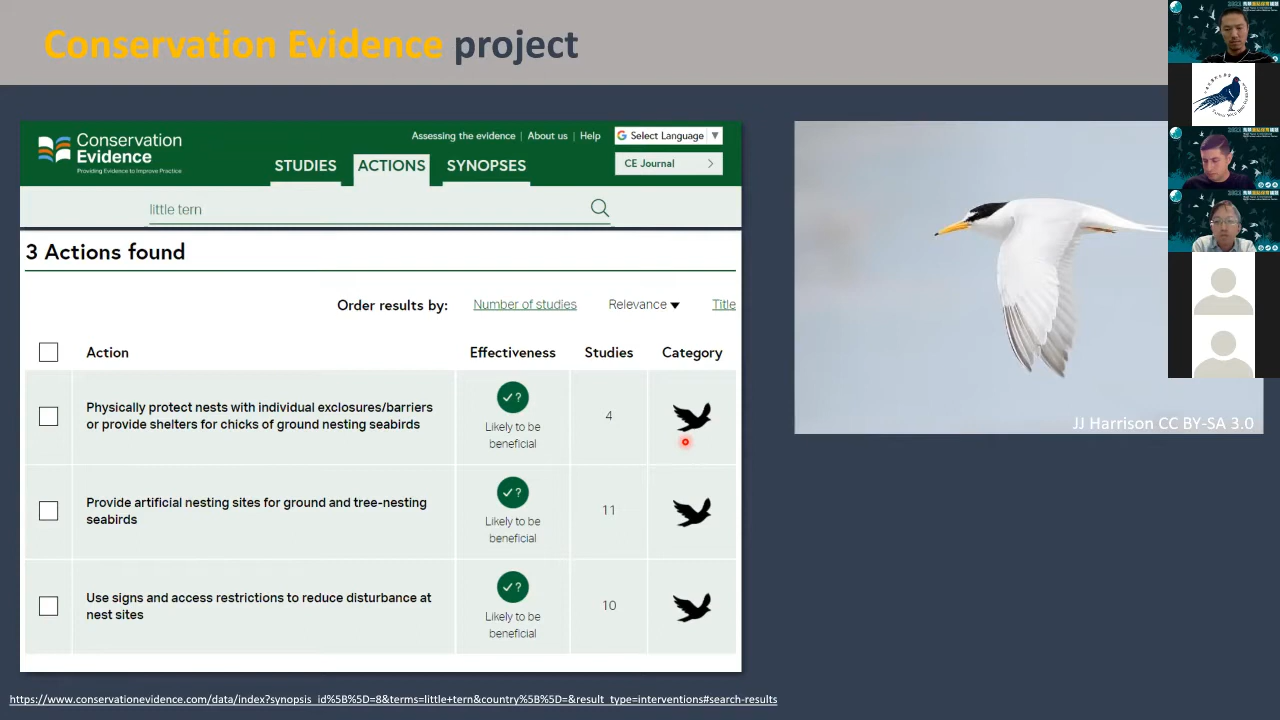 Conservation Evidence project
Conservation
Evidence
Providing Evidence to Improve Practice
Assessing the evidence | About us | Help
Select Language ▼
STUDIES ACTIONS SYNOPSES
CE Journal
little tern
3 Actions found
Order results by: Number of studies Relevance Title
Action Effectiveness Studies Category
Physically protect nests with individual exclosures/barriers
or provide shelters for chicks of ground nesting seabirds
Likely to be
beneficial
4
Provide artificial nesting sites for ground and tree-nesting
seabirds
Likely to be
beneficial
11
Use signs and access restrictions to reduce disturbance at
nest sites
Likely to be
beneficial
10
JJ Harrison CC BY-SA 3.0
https://www.conservationevidence.com/data/index?synopsis_id%5B%5D=8&terms=little+tern&country%5B%5D=&result_type=interventions#search-results